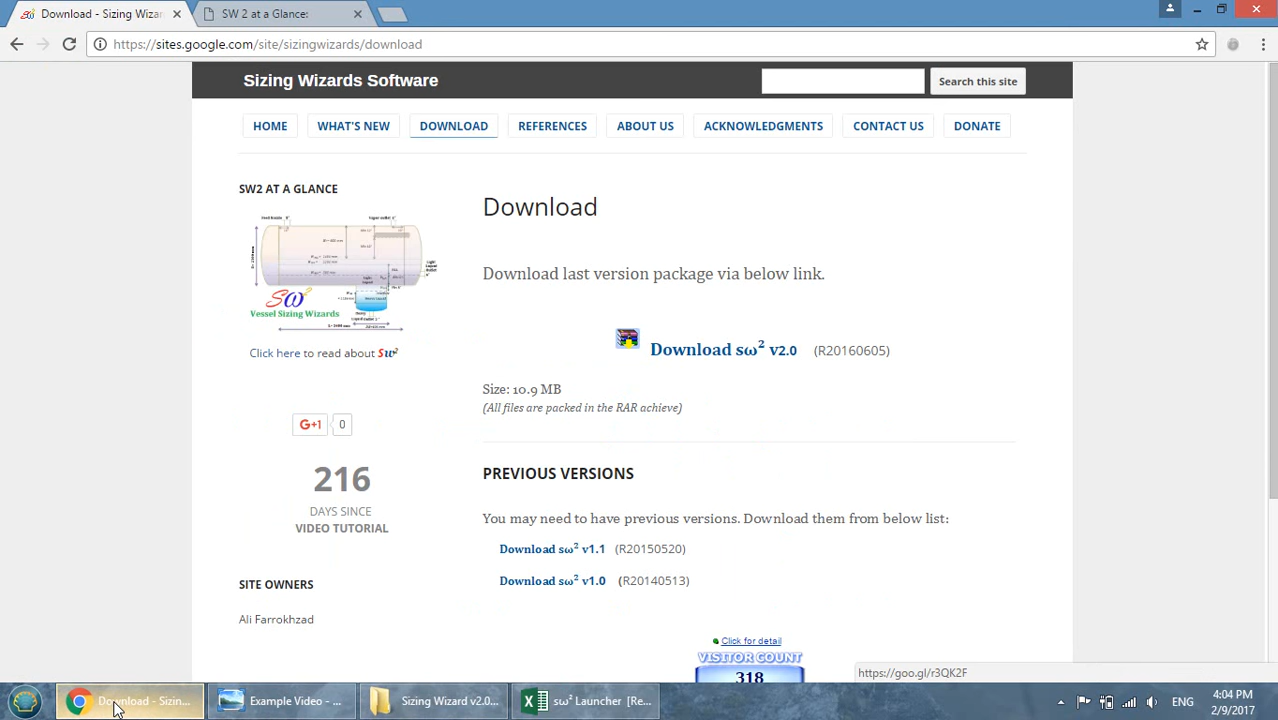 Download - Sizing Wizar
SW 2 at a Glance:
https://sites.google.com/site/sizingwizards/download
Sizing Wizards Software
Search this site
HOME
WHAT'S NEW
DOWNLOAD
REFERENCES
ABOUT US
ACKNOWLEDGMENTS
CONTACT US
DONATE
SW2 AT A GLANCE
Sω²
Vessel Sizing Wizards
Click here to read about Sω²
G+1 0
216
DAYS SINCE
VIDEO TUTORIAL
SITE OWNERS
Ali Farrokhzad
Download
Download last version package via below link.
Download sω² v2.0 (R20160605)
Size: 10.9 MB
(All files are packed in the RAR achieve)
PREVIOUS VERSIONS
You may need to have previous versions. Download them from below list:
Download sω² v1.1 (R20150520)
Download sω² v1.0 (R20140513)
Click for detail
VISITOR COUNT
318
https://goo.gl/r3QK2F
Download - Sizin...
Example Video - ...
Sizing Wizard v2.0...
sω² Launcher [Re...
ENG
4:04 PM
2/9/2017